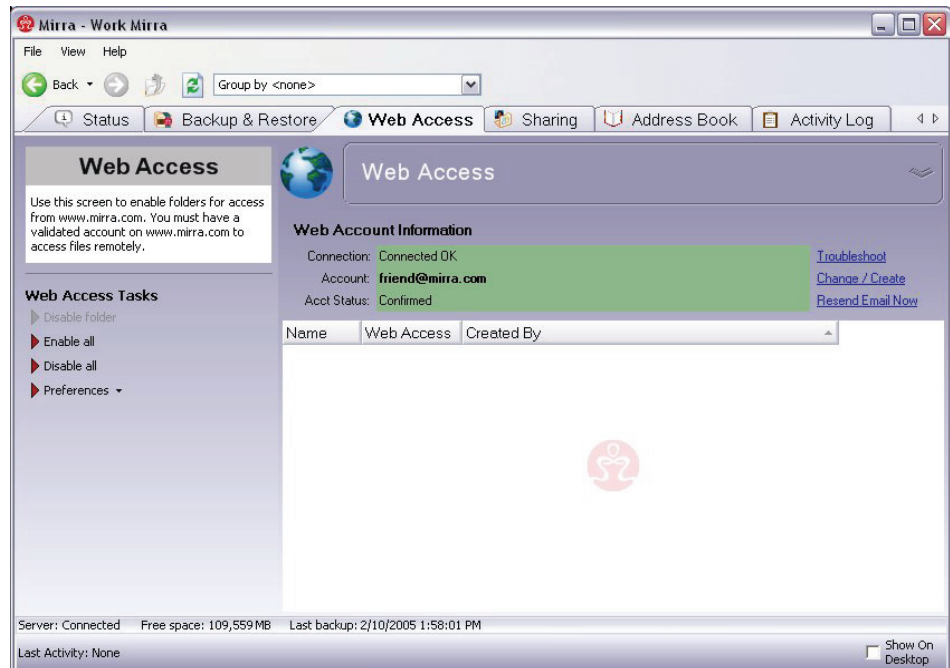 Mirra - Work Mirra
File View Help
Back Group by <none>
Status Backup & Restore Web Access Sharing Address Book Activity Log
Web Access
Use this screen to enable folders for access
from www.mirra.com. You must have a
validated account on www.mirra.com to
access files remotely.
Web Access Tasks
Disable folder
Enable all
Disable all
Preferences
Web Access
Web Account Information
Connection: Connected OK Troubleshoot
Account: friend@mirra.com Change / Create
Acct Status: Confirmed Resend Email Now
Name Web Access Created By
Server: Connected Free space: 109,559 MB Last backup: 2/10/2005 1:58:01 PM
Last Activity: None
Show On
Desktop